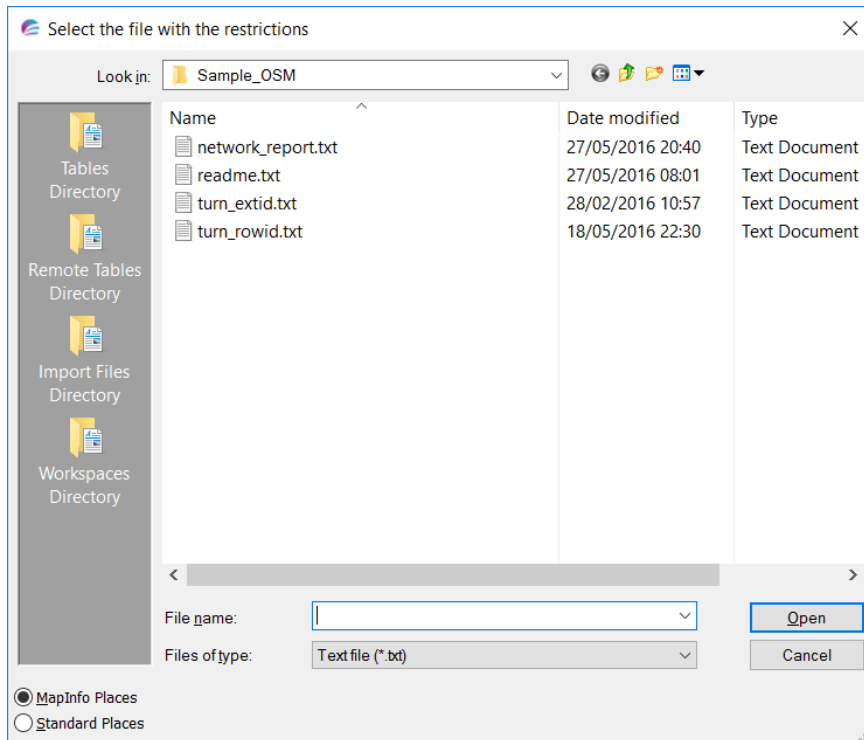 Select the file with the restrictions
Look in: Sample_OSM
Tables
Directory
Remote Tables
Directory
Import Files
Directory
Workspaces
Directory
Name Date modified Type
network_report.txt 27/05/2016 20:40 Text Document
readme.txt 27/05/2016 08:01 Text Document
turn_extid.txt 28/02/2016 10:57 Text Document
turn_rowid.txt 18/05/2016 22:30 Text Document
File name: Open
Files of type: Text file (*.txt) Cancel
MapInfo Places
Standard Places